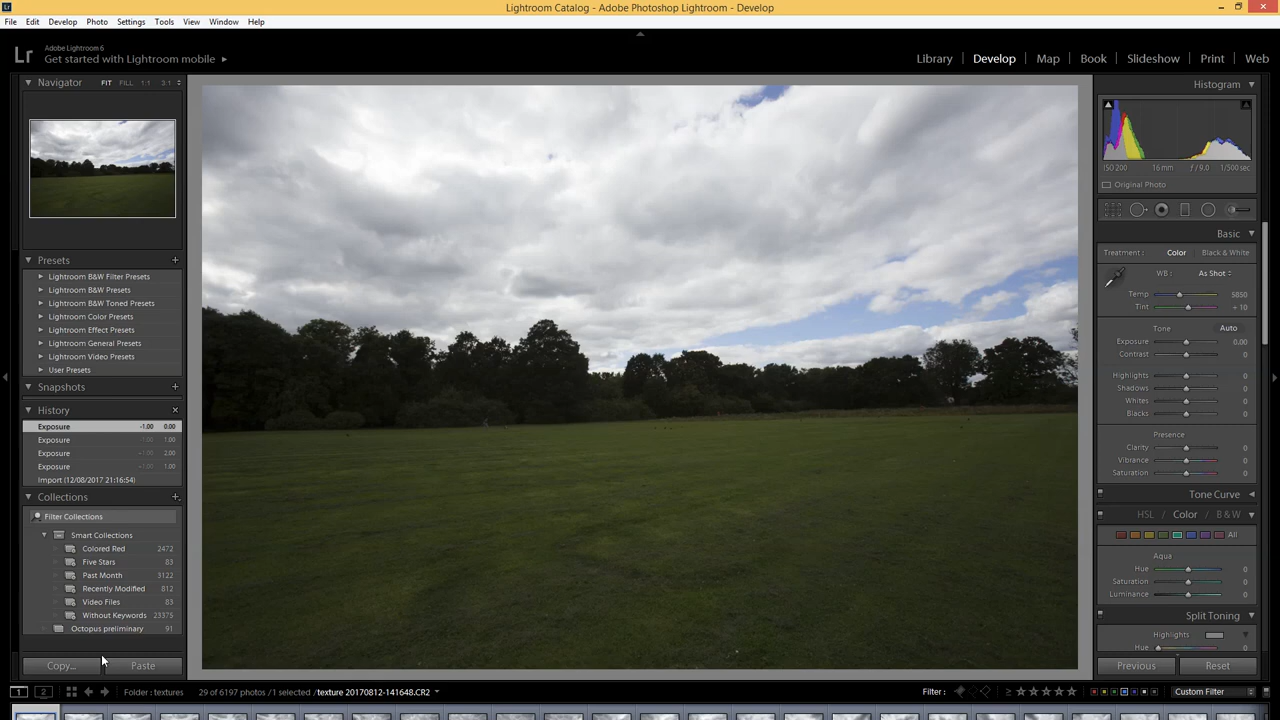 Lightroom Catalog - Adobe Photoshop Lightroom - Develop
File Edit Develop Photo Settings Tools View Window Help
Lr Adobe Lightroom 6
Get started with Lightroom mobile
Library Develop Map Book Slideshow Print Web
Navigator FIT FILL 1:1 3:1
Presets
Lightroom B&W Filter Presets
Lightroom B&W Presets
Lightroom B&W Toned Presets
Lightroom Color Presets
Lightroom Effect Presets
Lightroom General Presets
Lightroom Video Presets
User Presets
Snapshots
History
Exposure -1.00 0.00
Exposure -1.00 1.00
Exposure +1.00 2.00
Exposure +1.00 1.00
Import (12/08/2017 21:16:54)
Collections
Filter Collections
Smart Collections
Colored Red 2472
Five Stars 83
Past Month 3122
Recently Modified 812
Video Files 83
Without Keywords 23375
Octopus preliminary 91
Copy... Paste
Histogram
ISO 200 16 mm f / 9.0 1/500 sec
Original Photo
Basic
Treatment : Color Black & White
WB : As Shot
Temp 5850
Tint + 10
Tone Auto
Exposure 0.00
Contrast 0
Highlights 0
Shadows 0
Whites 0
Blacks 0
Presence
Clarity 0
Vibrance 0
Saturation 0
Tone Curve
HSL / Color / B & W
All
Aqua
Hue 0
Saturation 0
Luminance 0
Split Toning
Highlights
Hue 0
Previous Reset
1 2 Folder : textures 29 of 6197 photos / 1 selected / texture 20170812-141648.CR2 Filter : Custom Filter